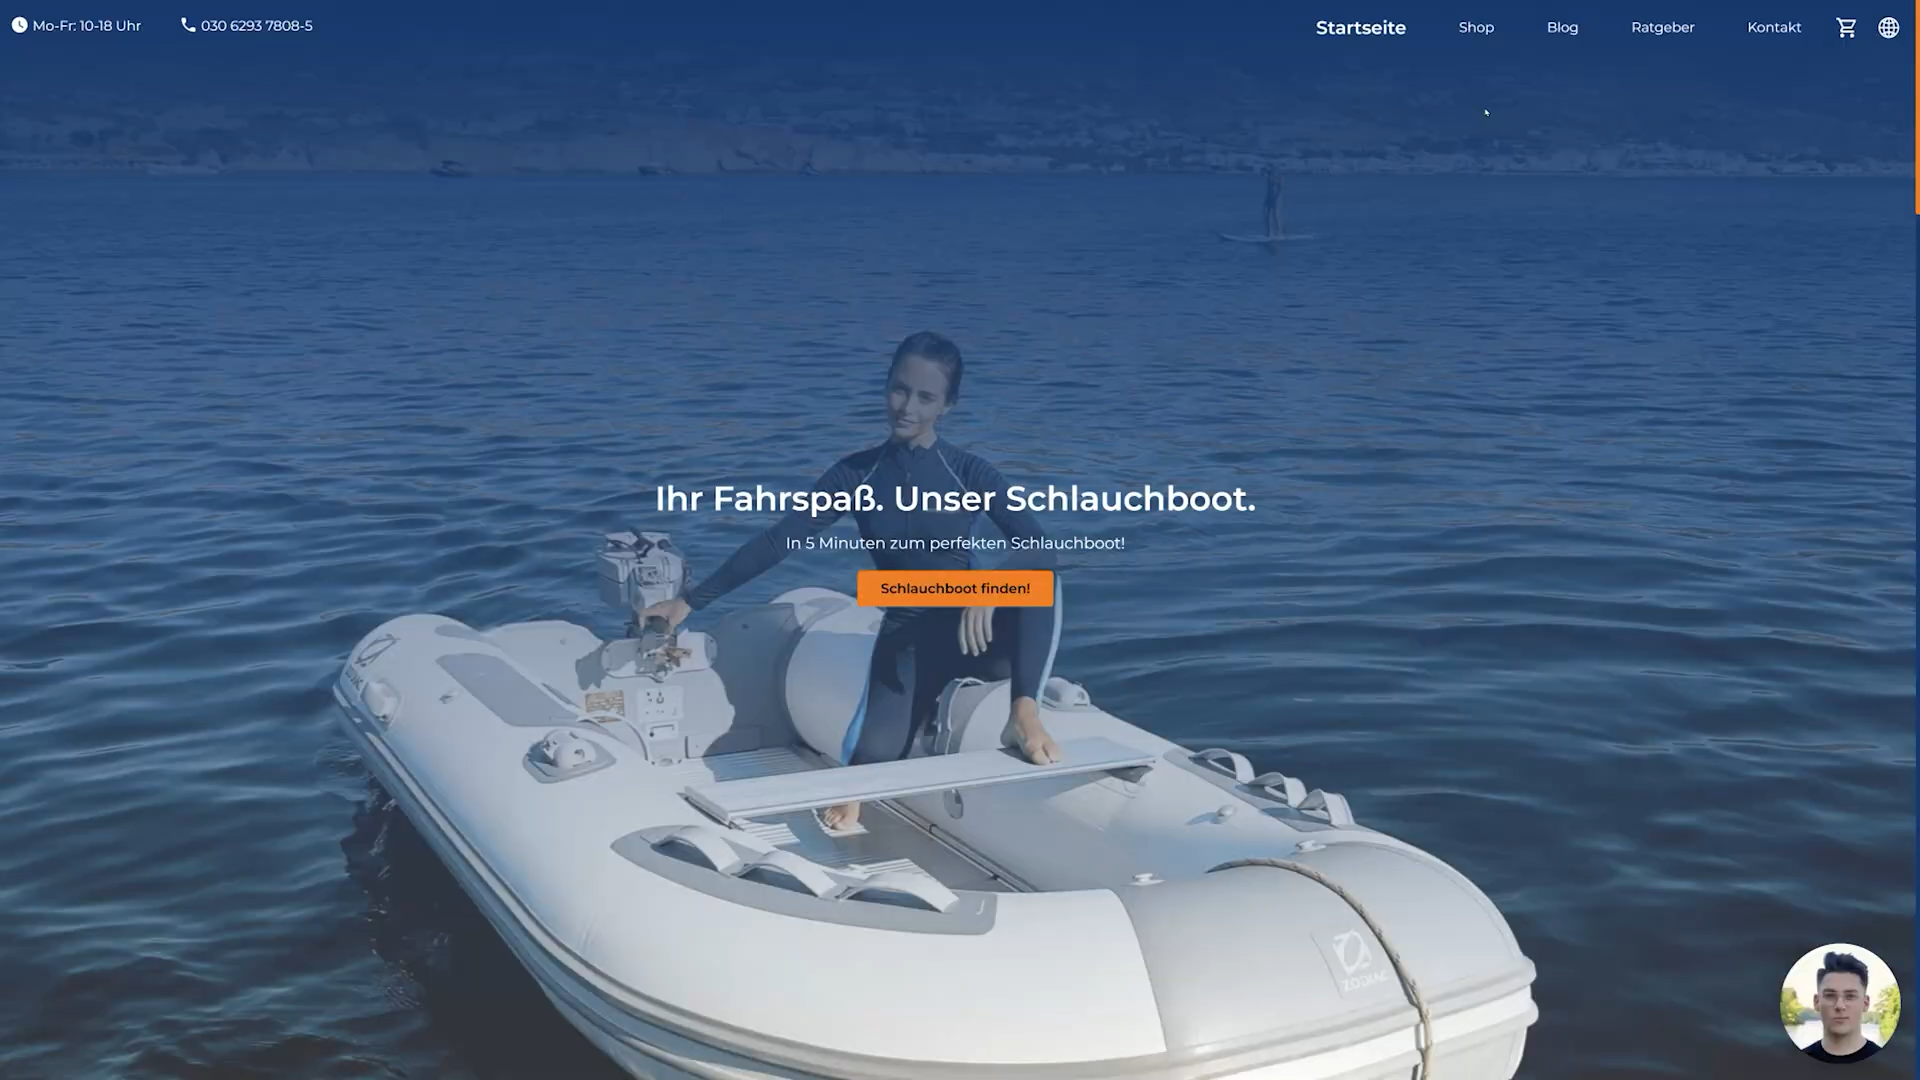 Mo-Fr: 10-18 Uhr
030 6293 7808-5
Startseite
Shop
Blog
Ratgeber
Kontakt
Ihr Fahrspaß. Unser Schlauchboot.
In 5 Minuten zum perfekten Schlauchboot!
Schlauchboot finden!
ZODIAC